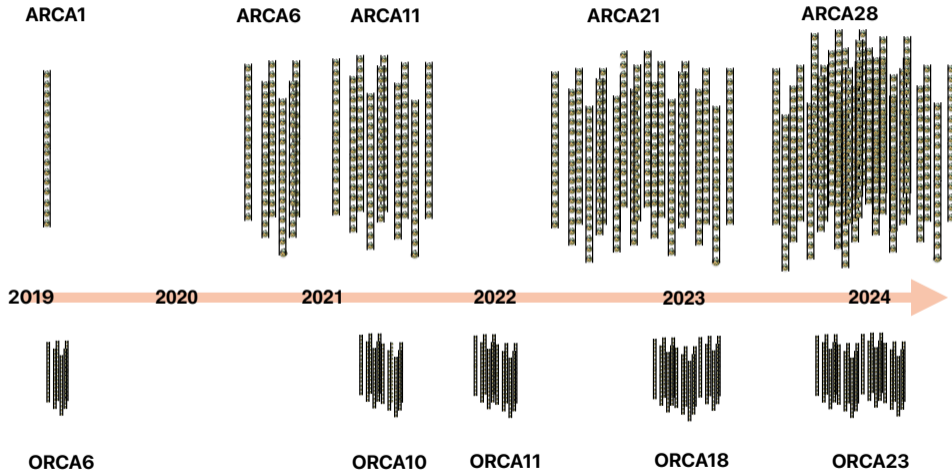 ARCA1 ARCA6 ARCA11 ARCA21 ARCA28
2019 2020 2021 2022 2023 2024
ORCA6 ORCA10 ORCA11 ORCA18 ORCA23